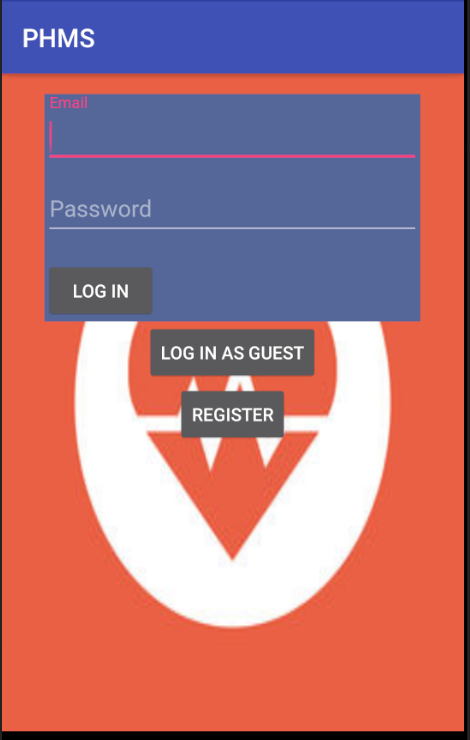 PHMS
Email
Password
LOG IN
LOG IN AS GUEST
REGISTER